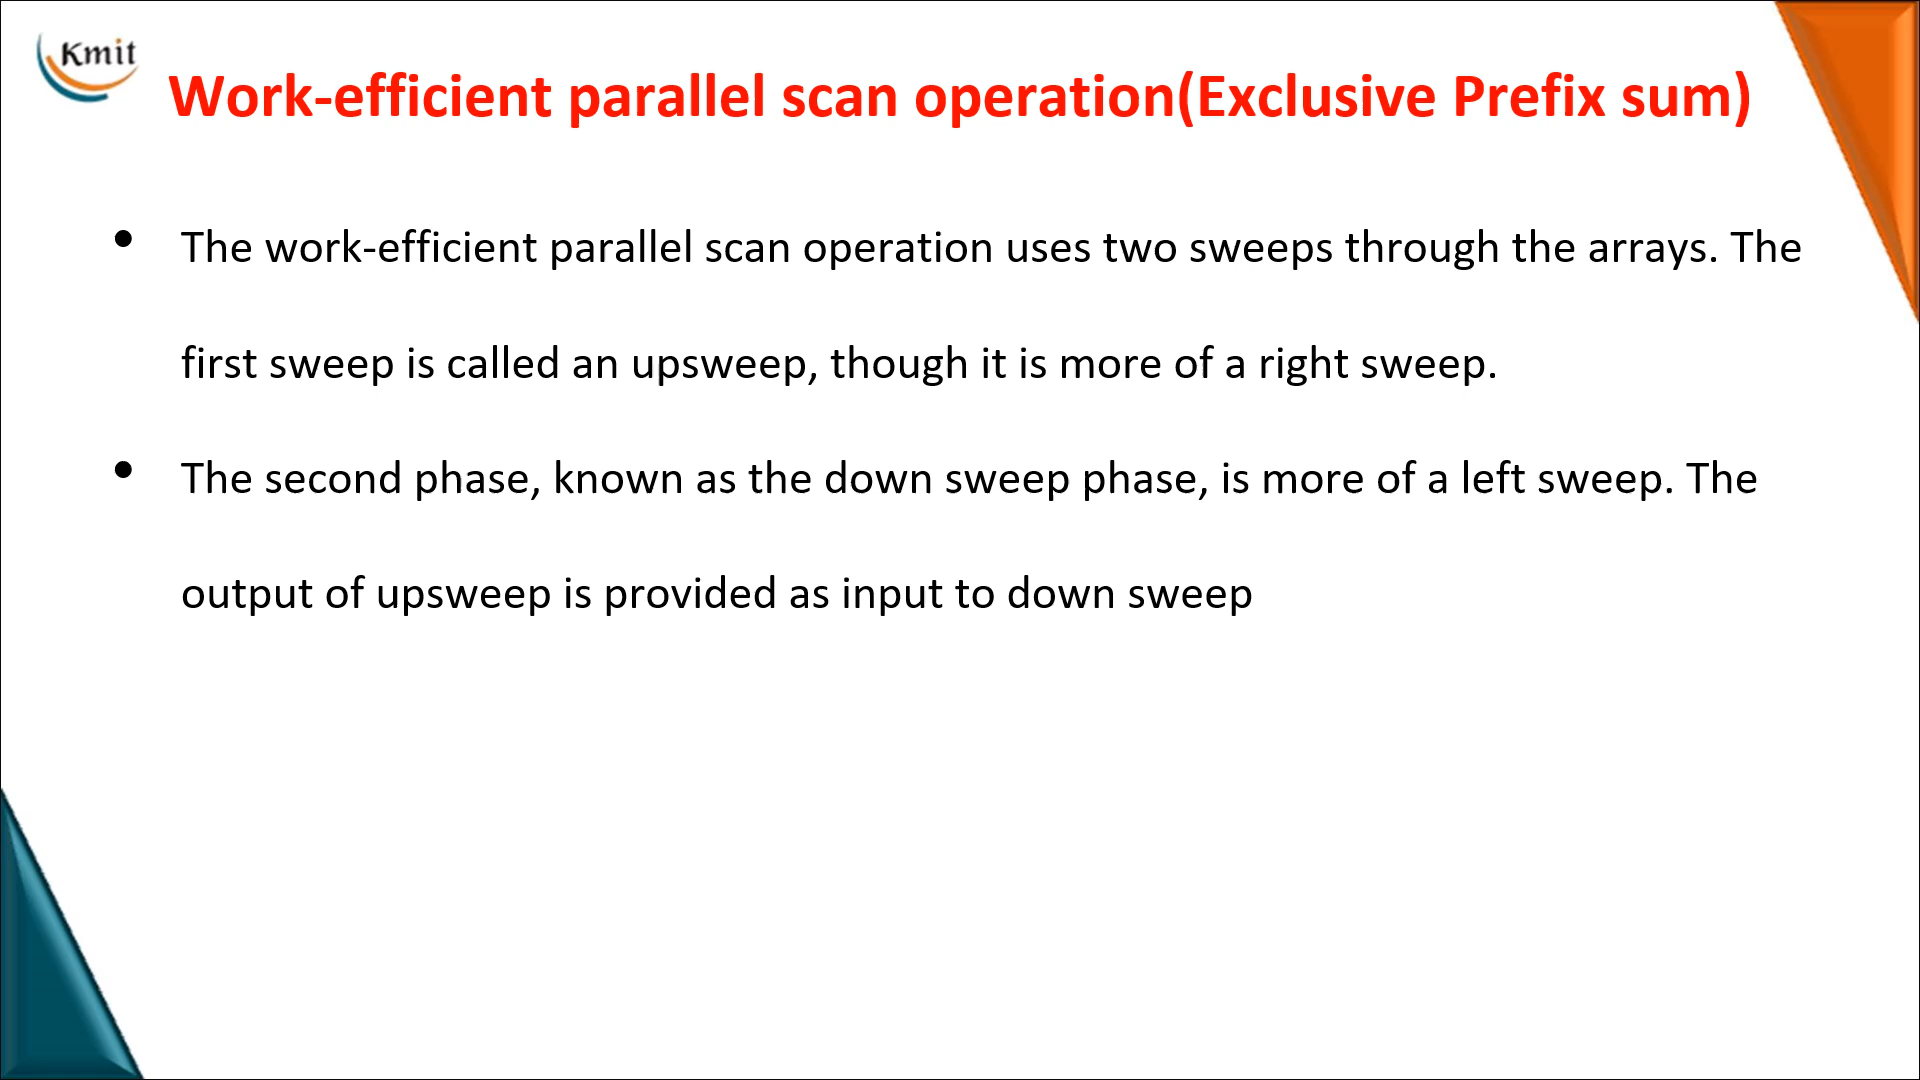 Kmit
Work-efficient parallel scan operation(Exclusive Prefix sum)
• The work-efficient parallel scan operation uses two sweeps through the arrays. The
first sweep is called an upsweep, though it is more of a right sweep.
• The second phase, known as the down sweep phase, is more of a left sweep. The
output of upsweep is provided as input to down sweep